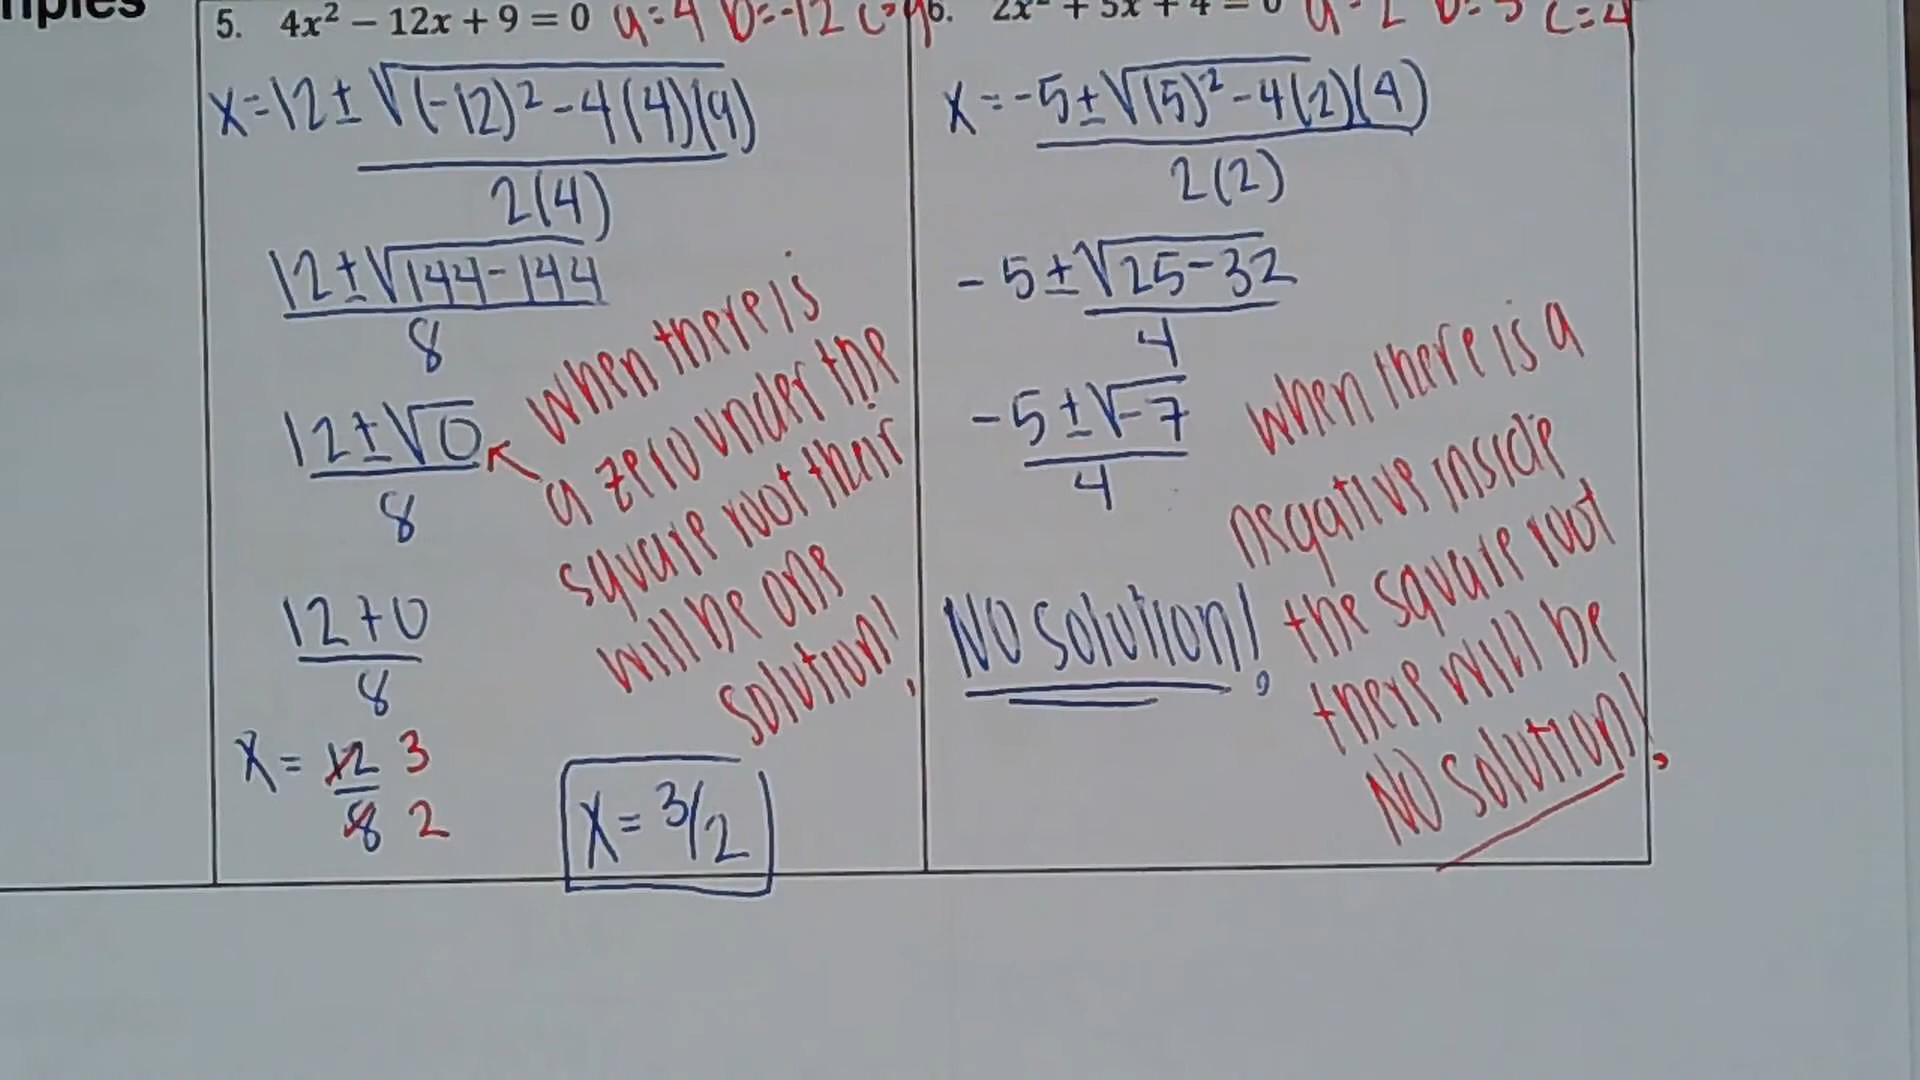 5. 4x² − 12x + 9 = 0 a=4 b=-12 c=9
x=12±√(-12)²-4(4)(9)
2(4)
12±√144-144
8
12±√0
8
12+0
8
x = 12 3
8 2
x = 3/2
when there is
a zero under the
square root their
will be one
solution!
6. 2x² + 5x + 4 = 0 a=2 b=5 c=4
x=-5±√(5)²-4(2)(4)
2(2)
-5±√25-32
4
-5±√-7
4
NO solution!
when there is a
negative inside
the square root
there will be
NO solution!